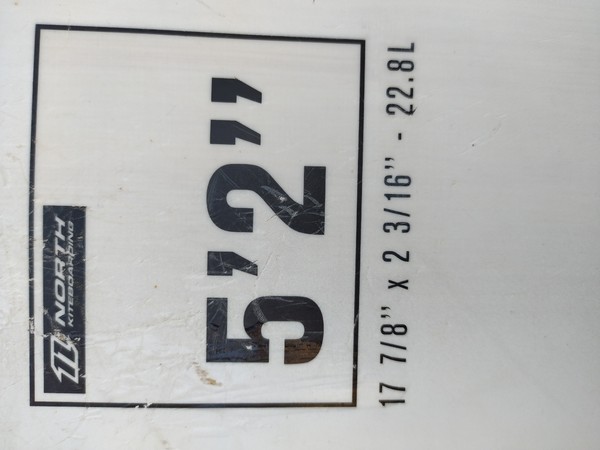 NORTH
KITEBOARDING
5'2''
17 7/8'' x 2 3/16'' - 22.8L